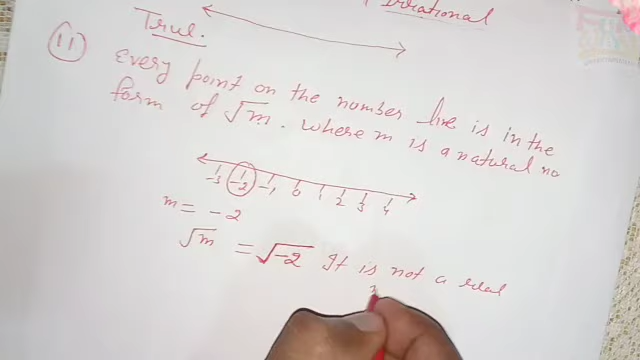 Irrational
True.
(11) Every point on the number line is in the
form of √m. where m is a natural no
-3 -2 -1 0 1 2 3 4
m = -2
√m = √-2 It is not a real